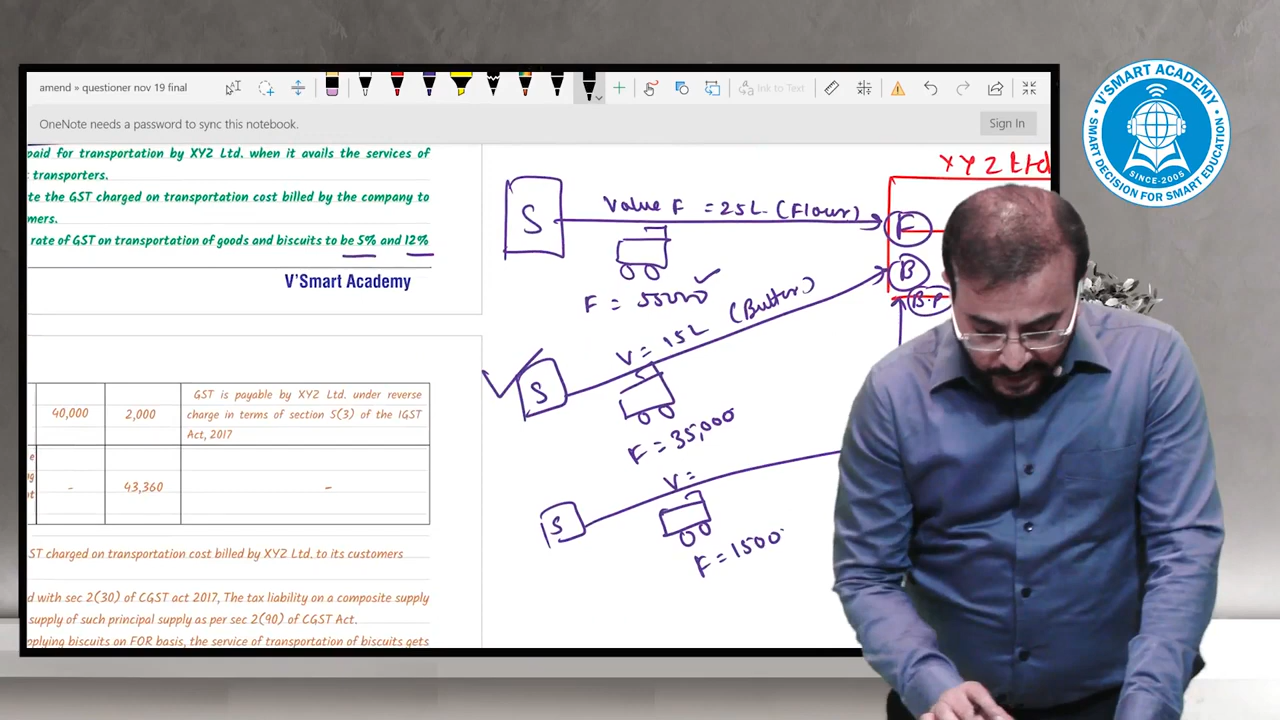 amend » questioner nov 19 final
Ink to Text
OneNote needs a password to sync this notebook.
Sign In
paid for transportation by XYZ Ltd. when it avails the services of
transporters.
te the GST charged on transportation cost billed by the company to
mers.
rate of GST on transportation of goods and biscuits to be 5% and 12%
V'Smart Academy
40,000
2,000
GST is payable by XYZ Ltd. under reverse
charge in terms of section 5(3) of the IGST
Act, 2017
e
ng
nt
-
43,360
-
ST charged on transportation cost billed by XYZ Ltd. to its customers
d with sec 2(30) of CGST act 2017, The tax liability on a composite supply
supply of such principal supply as per sec 2(90) of CGST Act.
pplying biscuits on FOR basis, the service of transportation of biscuits gets
XYZ Ltd
S
Value F = 25L (Flour)
F
B
B.P
S
V = 15L (Butter)
F = 35,000
S
V =
F = 1500
V'SMART ACADEMY
SINCE-2005
SMART DECISION FOR SMART EDUCATION